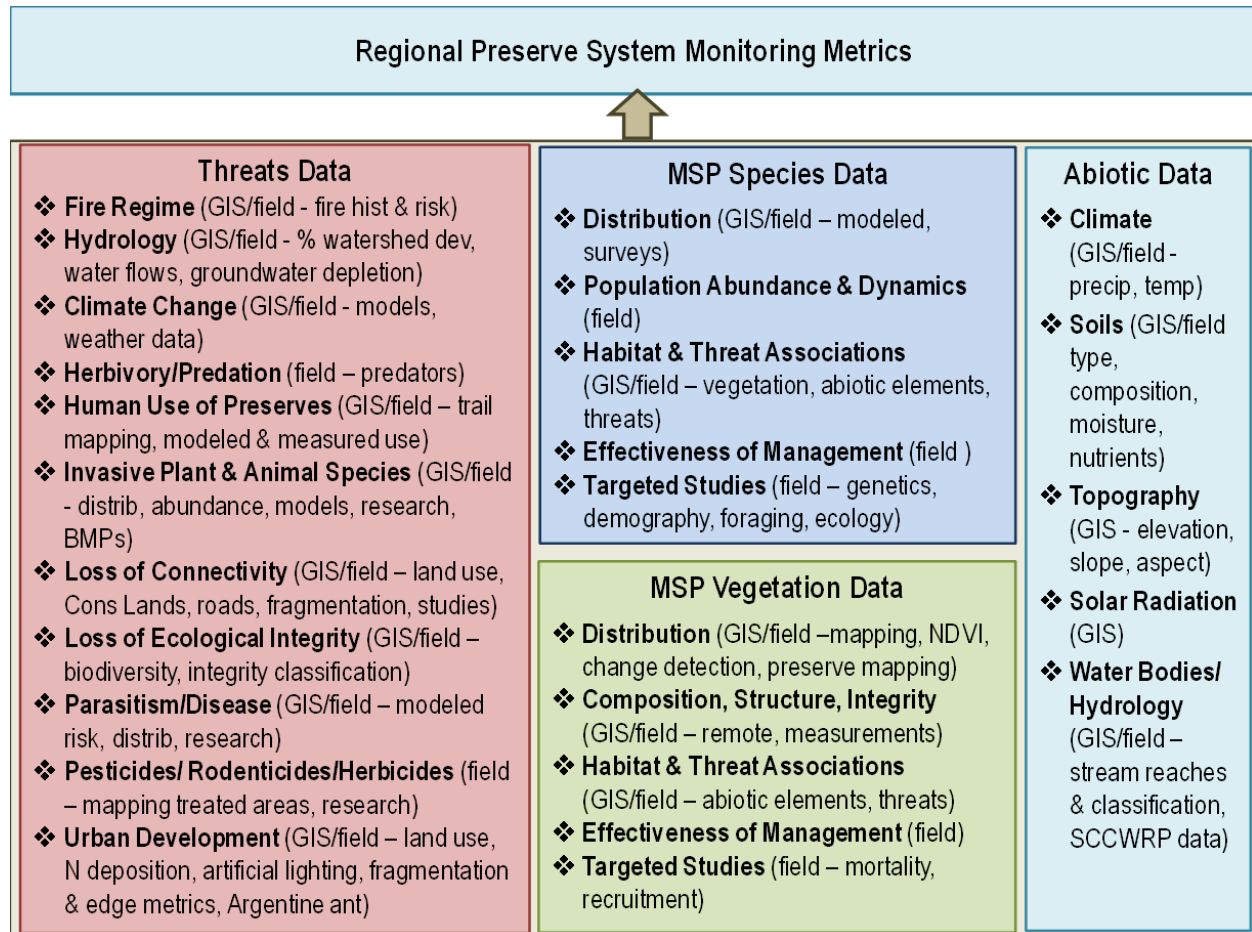 Regional Preserve System Monitoring Metrics
Threats Data
❖ Fire Regime (GIS/field - fire hist & risk)
❖ Hydrology (GIS/field - % watershed dev,
water flows, groundwater depletion)
❖ Climate Change (GIS/field - models,
weather data)
❖ Herbivory/Predation (field – predators)
❖ Human Use of Preserves (GIS/field – trail
mapping, modeled & measured use)
❖ Invasive Plant & Animal Species (GIS/field
- distrib, abundance, models, research,
BMPs)
❖ Loss of Connectivity (GIS/field – land use,
Cons Lands, roads, fragmentation, studies)
❖ Loss of Ecological Integrity (GIS/field –
biodiversity, integrity classification)
❖ Parasitism/Disease (GIS/field – modeled
risk, distrib, research)
❖ Pesticides/ Rodenticides/Herbicides (field
– mapping treated areas, research)
❖ Urban Development (GIS/field – land use,
N deposition, artificial lighting, fragmentation
& edge metrics, Argentine ant)
MSP Species Data
❖ Distribution (GIS/field – modeled,
surveys)
❖ Population Abundance & Dynamics
(field)
❖ Habitat & Threat Associations
(GIS/field – vegetation, abiotic elements,
threats)
❖ Effectiveness of Management (field )
❖ Targeted Studies (field – genetics,
demography, foraging, ecology)
MSP Vegetation Data
❖ Distribution (GIS/field –mapping, NDVI,
change detection, preserve mapping)
❖ Composition, Structure, Integrity
(GIS/field – remote, measurements)
❖ Habitat & Threat Associations
(GIS/field – abiotic elements, threats)
❖ Effectiveness of Management (field)
❖ Targeted Studies (field – mortality,
recruitment)
Abiotic Data
❖ Climate
(GIS/field -
precip, temp)
❖ Soils (GIS/field
type,
composition,
moisture,
nutrients)
❖ Topography
(GIS - elevation,
slope, aspect)
❖ Solar Radiation
(GIS)
❖ Water Bodies/
Hydrology
(GIS/field –
stream reaches
& classification,
SCCWRP data)